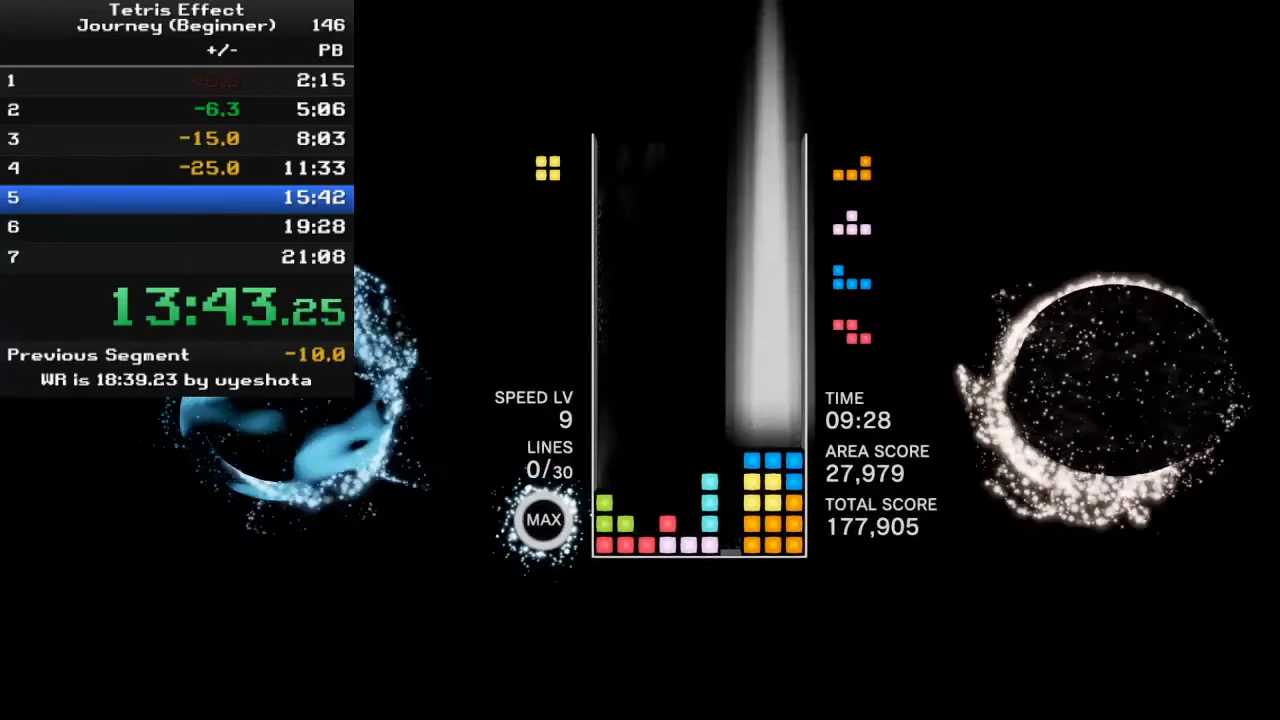 Tetris Effect
Journey (Beginner) 146
+/- PB
1 2:15
2 -6.3 5:06
3 -15.0 8:03
4 -25.0 11:33
5 15:42
6 19:28
7 21:08
13:43.25
Previous Segment -10.0
WR is 18:39.23 by uyeshota
SPEED LV
9
LINES
0/30
MAX
TIME
09:28
AREA SCORE
27,979
TOTAL SCORE
177,905